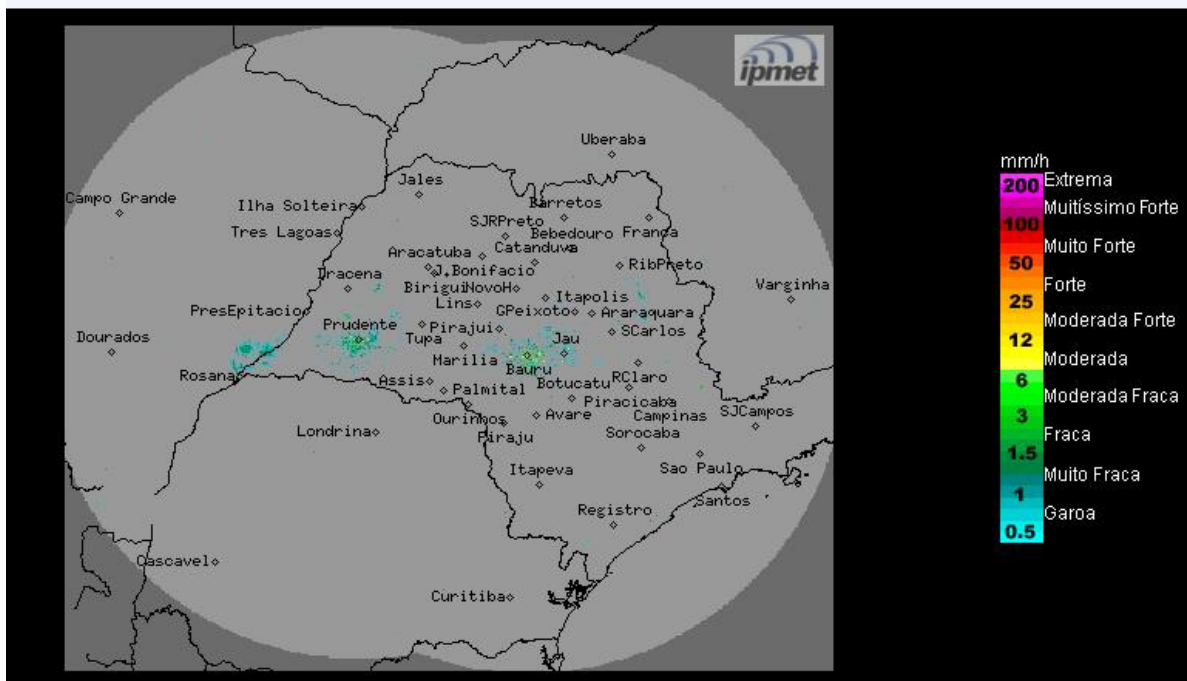 ipmet
Uberaba
mm/h
200 Extrema
Jales
Campo Grande
Ilha Solteira
Barretos
Muitíssimo Forte
SJRPreto
100
Tres Lagoas
Bebedouro Franca
Aracatuba
Catanduva
Muito Forte
J.Bonifacio
RibPreto
50
Dracena
Birigui
NovoH
Itapolis
Varginha
Forte
Lins
25
PresEpitacio
GPeixoto
Araraquara
Prudente
Pirajui
SCarlos
Moderada Forte
Dourados
Tupa
Jau
12
Marilia
Bauru
Moderada
Rosana
Assis
Palmital
Botucatu
RClaro
6
Piracicaba
Moderada Fraca
Ourinhos
Avare
Campinas
SJCampos
3
Londrina
Piraju
Sorocaba
Fraca
1.5
Itapeva
Sao Paulo
Muito Fraca
Santos
1
Registro
Garoa
0.5
Cascavel
Curitiba